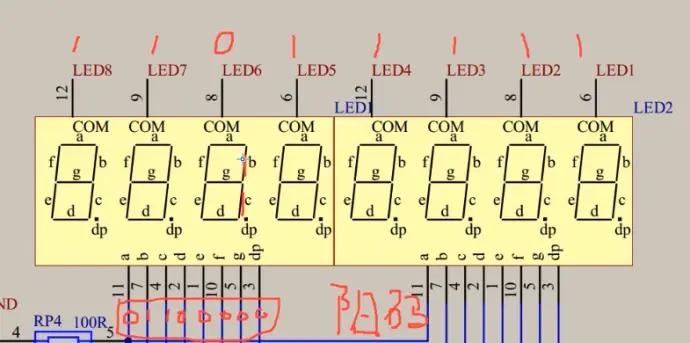 1 1 0 1 1 1 1 1
LED8 LED7 LED6 LED5 LED4 LED3 LED2 LED1
12 9 8 6 12 9 8 6
LED1 LED2
COM COM COM COM COM COM COM COM
a a a a a a a a
f b f b f b f b f b f b f b f b
g g g g g g g g
e c e c e c e c e c e c e c e c
d d d d d d d d
dp dp dp dp dp dp dp dp
a b c d e f g dp a b c d e f g dp
11 7 4 2 1 10 5 3 11 7 4 2 1 10 5 3
0 1 1 0 0 0 0 0
ND
4 RP4 100R 5